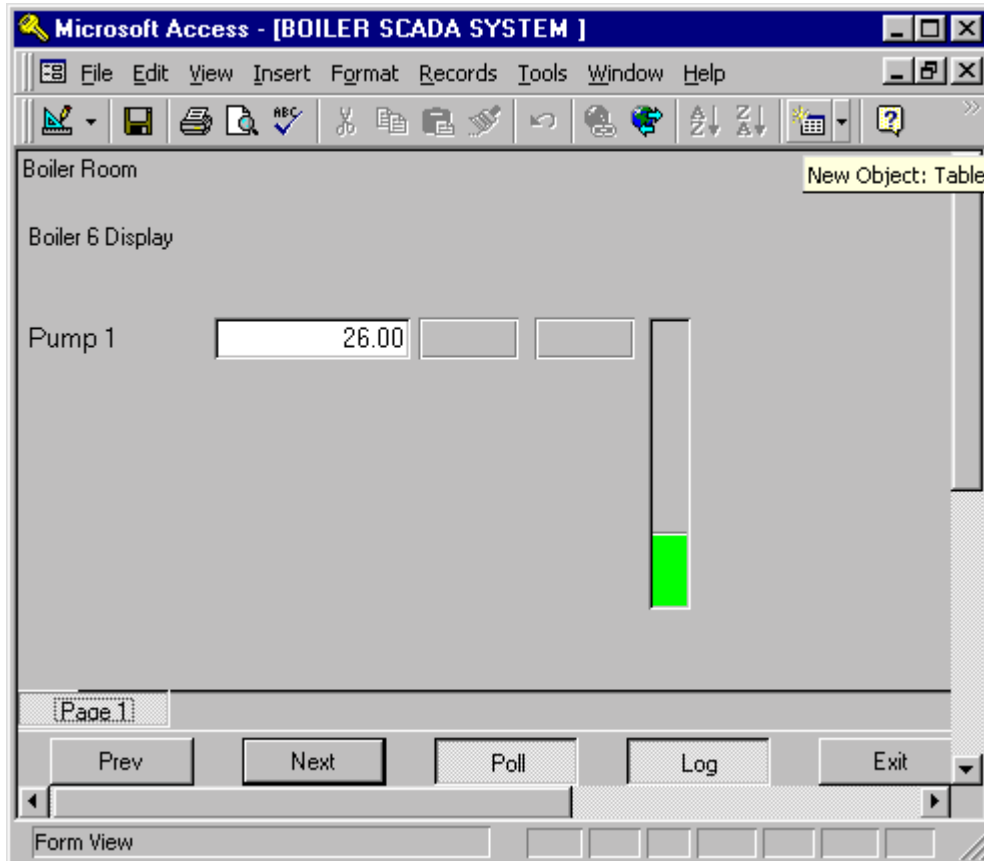 Microsoft Access - [BOILER SCADA SYSTEM ]
File Edit View Insert Format Records Tools Window Help
ABC
A Z Z A
?
New Object: Table
Boiler Room
Boiler 6 Display
Pump 1 26.00
Page 1
Prev Next Poll Log Exit
Form View